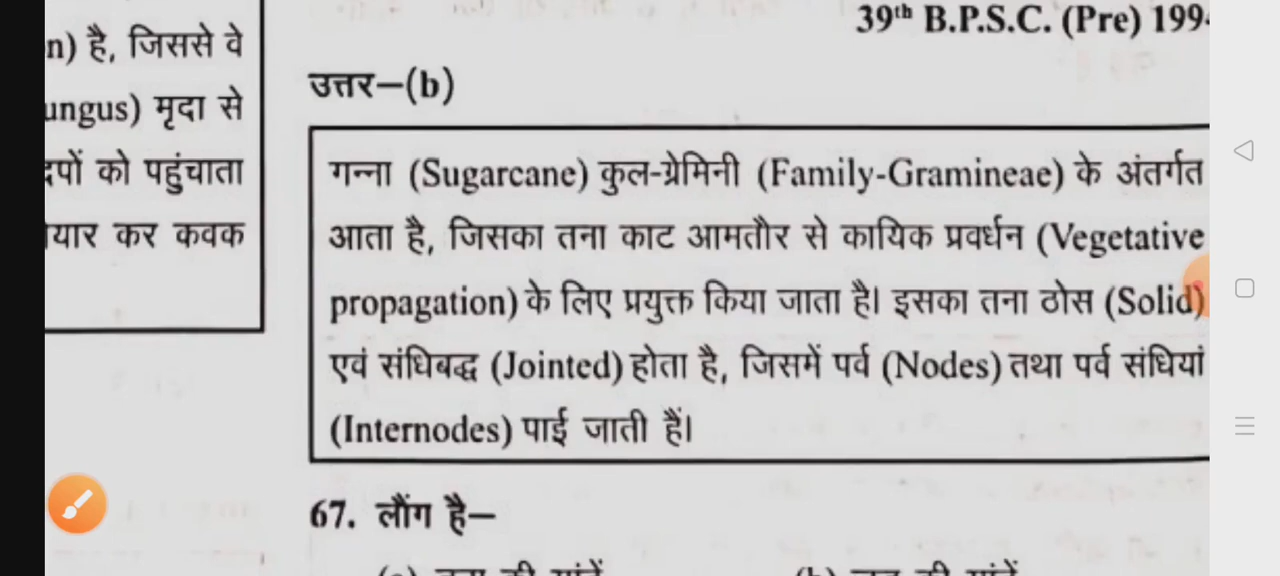 n) है, जिससे वे
ungus) मृदा से
को पहुंचाता
यार कर कवक
39th B.P.S.C. (Pre) 199
उत्तर–(b)
गन्ना (Sugarcane) कुल-ग्रेमिनी (Family-Gramineae) के अंतर्गत
आता है, जिसका तना काट आमतौर से कायिक प्रवर्धन (Vegetative
propagation) के लिए प्रयुक्त किया जाता है। इसका तना ठोस (Solid)
एवं संधिबद्ध (Jointed) होता है, जिसमें पर्व (Nodes) तथा पर्व संधियां
(Internodes) पाई जाती हैं।
67. लौंग है–